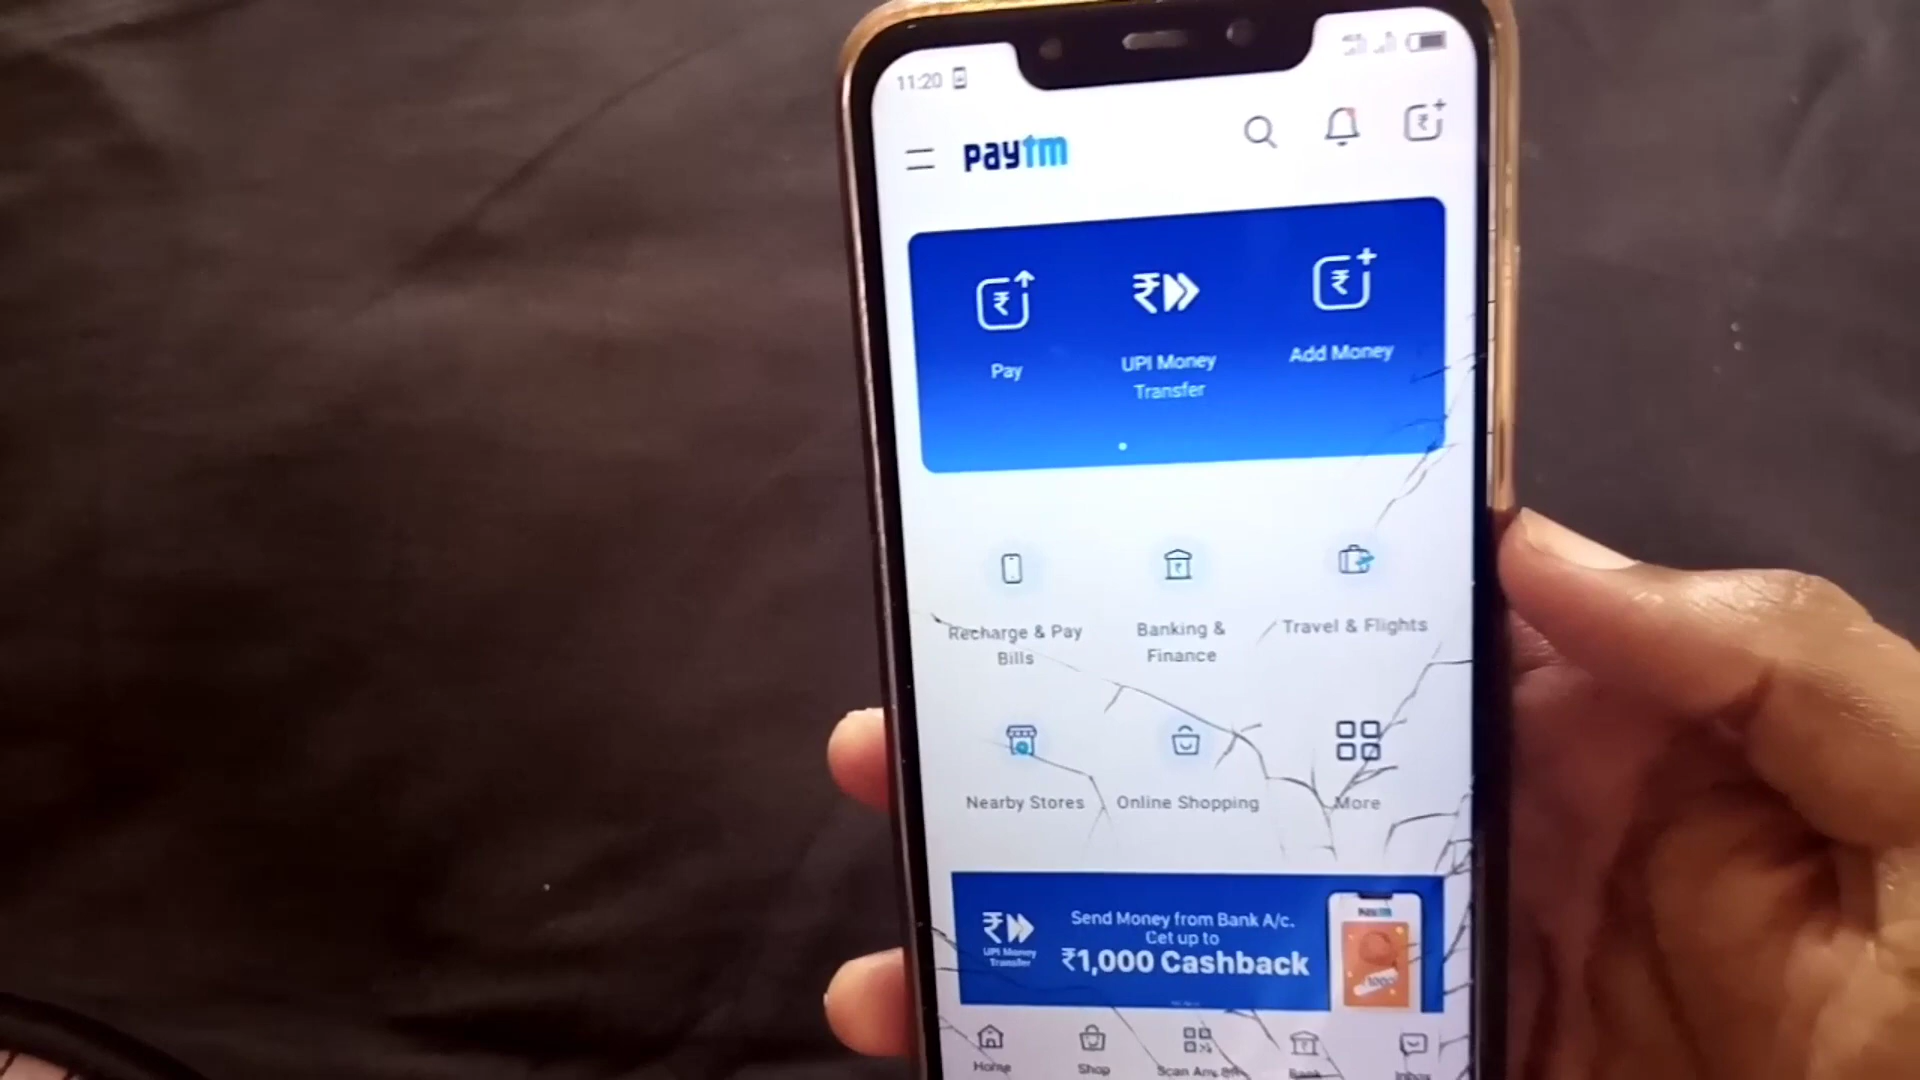 11:20
paytm
Pay
UPI Money
Transfer
Add Money
Recharge & Pay
Bills
Banking &
Finance
Travel & Flights
Nearby Stores
Online Shopping
More
UPI Money
Transfer
Send Money from Bank A/c.
Get up to
₹1,000 Cashback
paytm
Home
Shop
Scan Any QR
Bank
Inbox